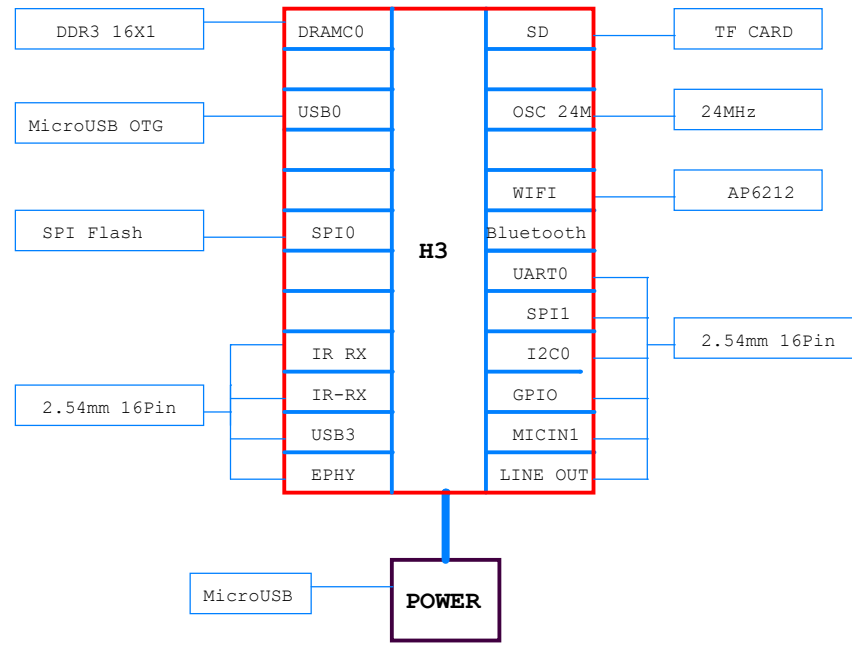 DDR3 16X1
DRAMC0
SD
TF CARD
MicroUSB OTG
USB0
OSC 24M
24MHz
WIFI
AP6212
SPI Flash
SPI0
H3
Bluetooth
UART0
SPI1
2.54mm 16Pin
IR RX
I2C0
2.54mm 16Pin
IR-RX
GPIO
USB3
MICIN1
EPHY
LINE OUT
MicroUSB
POWER